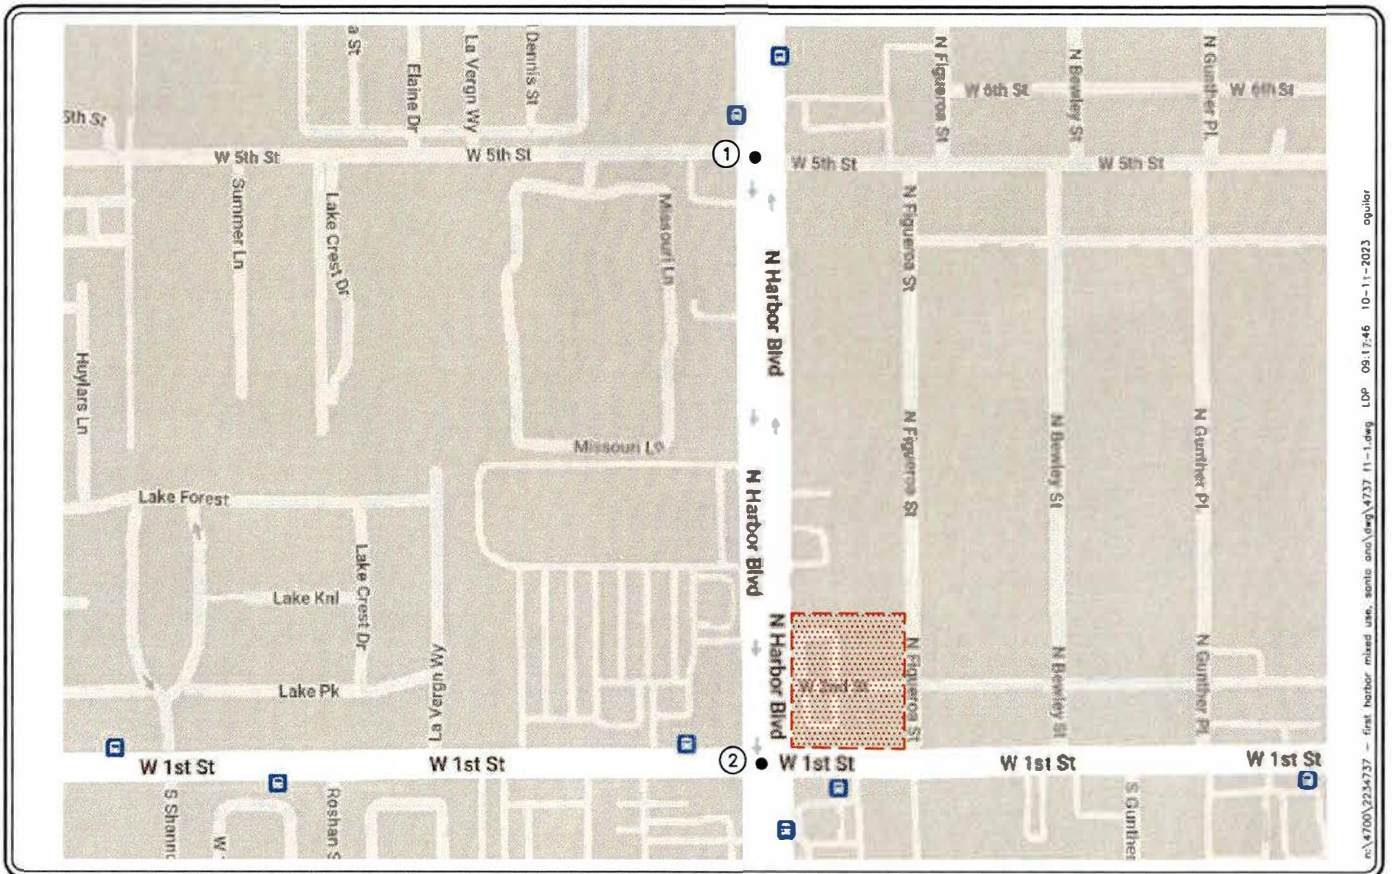 a St
Elaine Dr
La Vergn Wy
Dennis St
N Figueroa St
N Bewley St
N Gunther Pl
W 6th St
W 6th St
5th St
W 5th St
W 5th St
1
W 5th St
W 5th St
Summer Ln
Lake Crest Dr
Missouri Ln
N Harbor Blvd
N Figueroa St
Huylars Ln
Missouri Ln
N Harbor Blvd
N Figueroa St
N Bewley St
N Gunther Pl
Lake Forest
Lake Knl
Lake Crest Dr
La Vergn Wy
Lake Pk
N Harbor Blvd
W 2nd St
N Figueroa St
N Bewley St
N Gunther Pl
W 1st St
W 1st St
2
W 1st St
W 1st St
W 1st St
S Shann
W
Roshan S
S Gunther
n:\4700\2234737 - first harbor mixed use, santa ana\dwg\4737 f1-1.dwg LDP 09:17:46 10-11-2023 aguilar